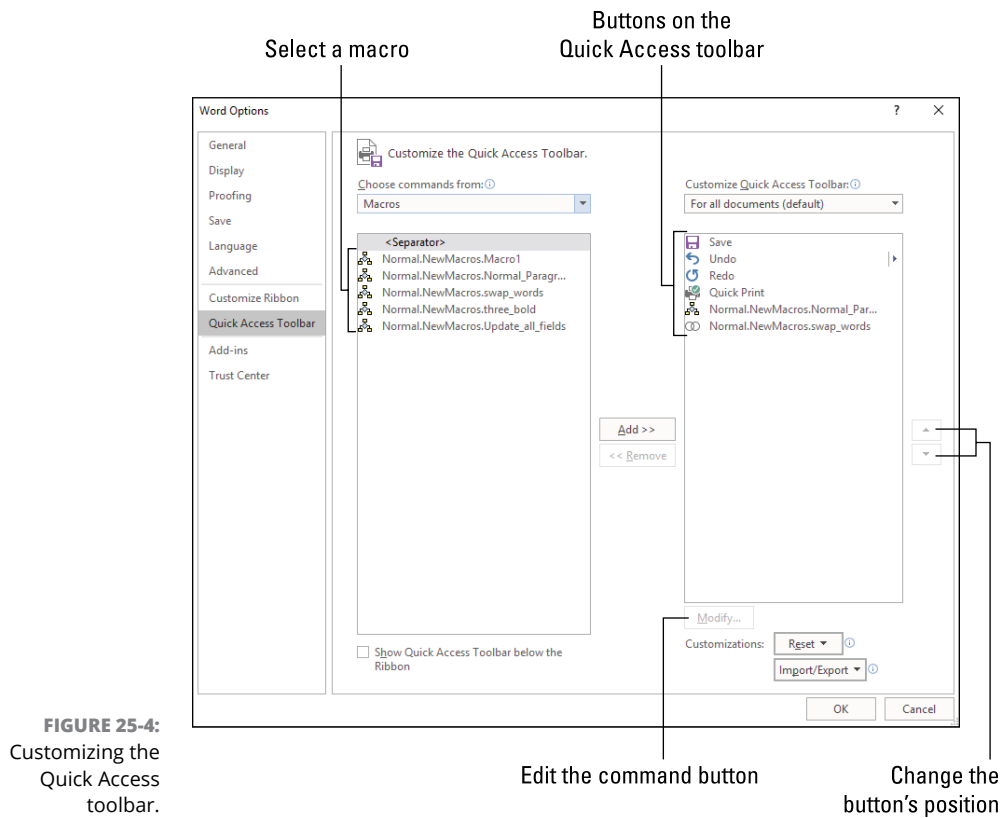 Buttons on the
Quick Access toolbar
Select a macro
Word Options
?
General
Display
Proofing
Save
Language
Advanced
Customize Ribbon
Quick Access Toolbar
Add-ins
Trust Center
Customize the Quick Access Toolbar.
Choose commands from:
Macros
<Separator>
Normal.NewMacros.Macro1
Normal.NewMacros.Normal_Paragr...
Normal.NewMacros.swap_words
Normal.NewMacros.three_bold
Normal.NewMacros.Update_all_fields
Show Quick Access Toolbar below the
Ribbon
Add >>
<< Remove
Customize Quick Access Toolbar:
For all documents (default)
Save
Undo
Redo
Quick Print
Normal.NewMacros.Normal_Par...
Normal.NewMacros.swap_words
Modify...
Customizations: Reset
Import/Export
OK Cancel
Edit the command button
Change the
button's position
FIGURE 25-4:
Customizing the
Quick Access
toolbar.